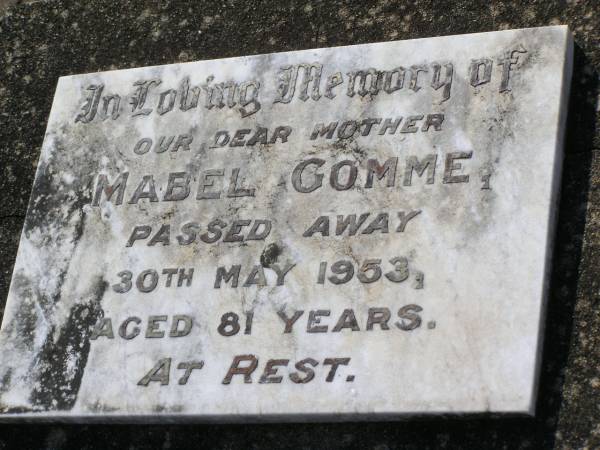 In Loving Memory of
OUR DEAR MOTHER
MABEL GOMME,
PASSED AWAY
30TH MAY 1953,
AGED 81 YEARS.
AT REST.